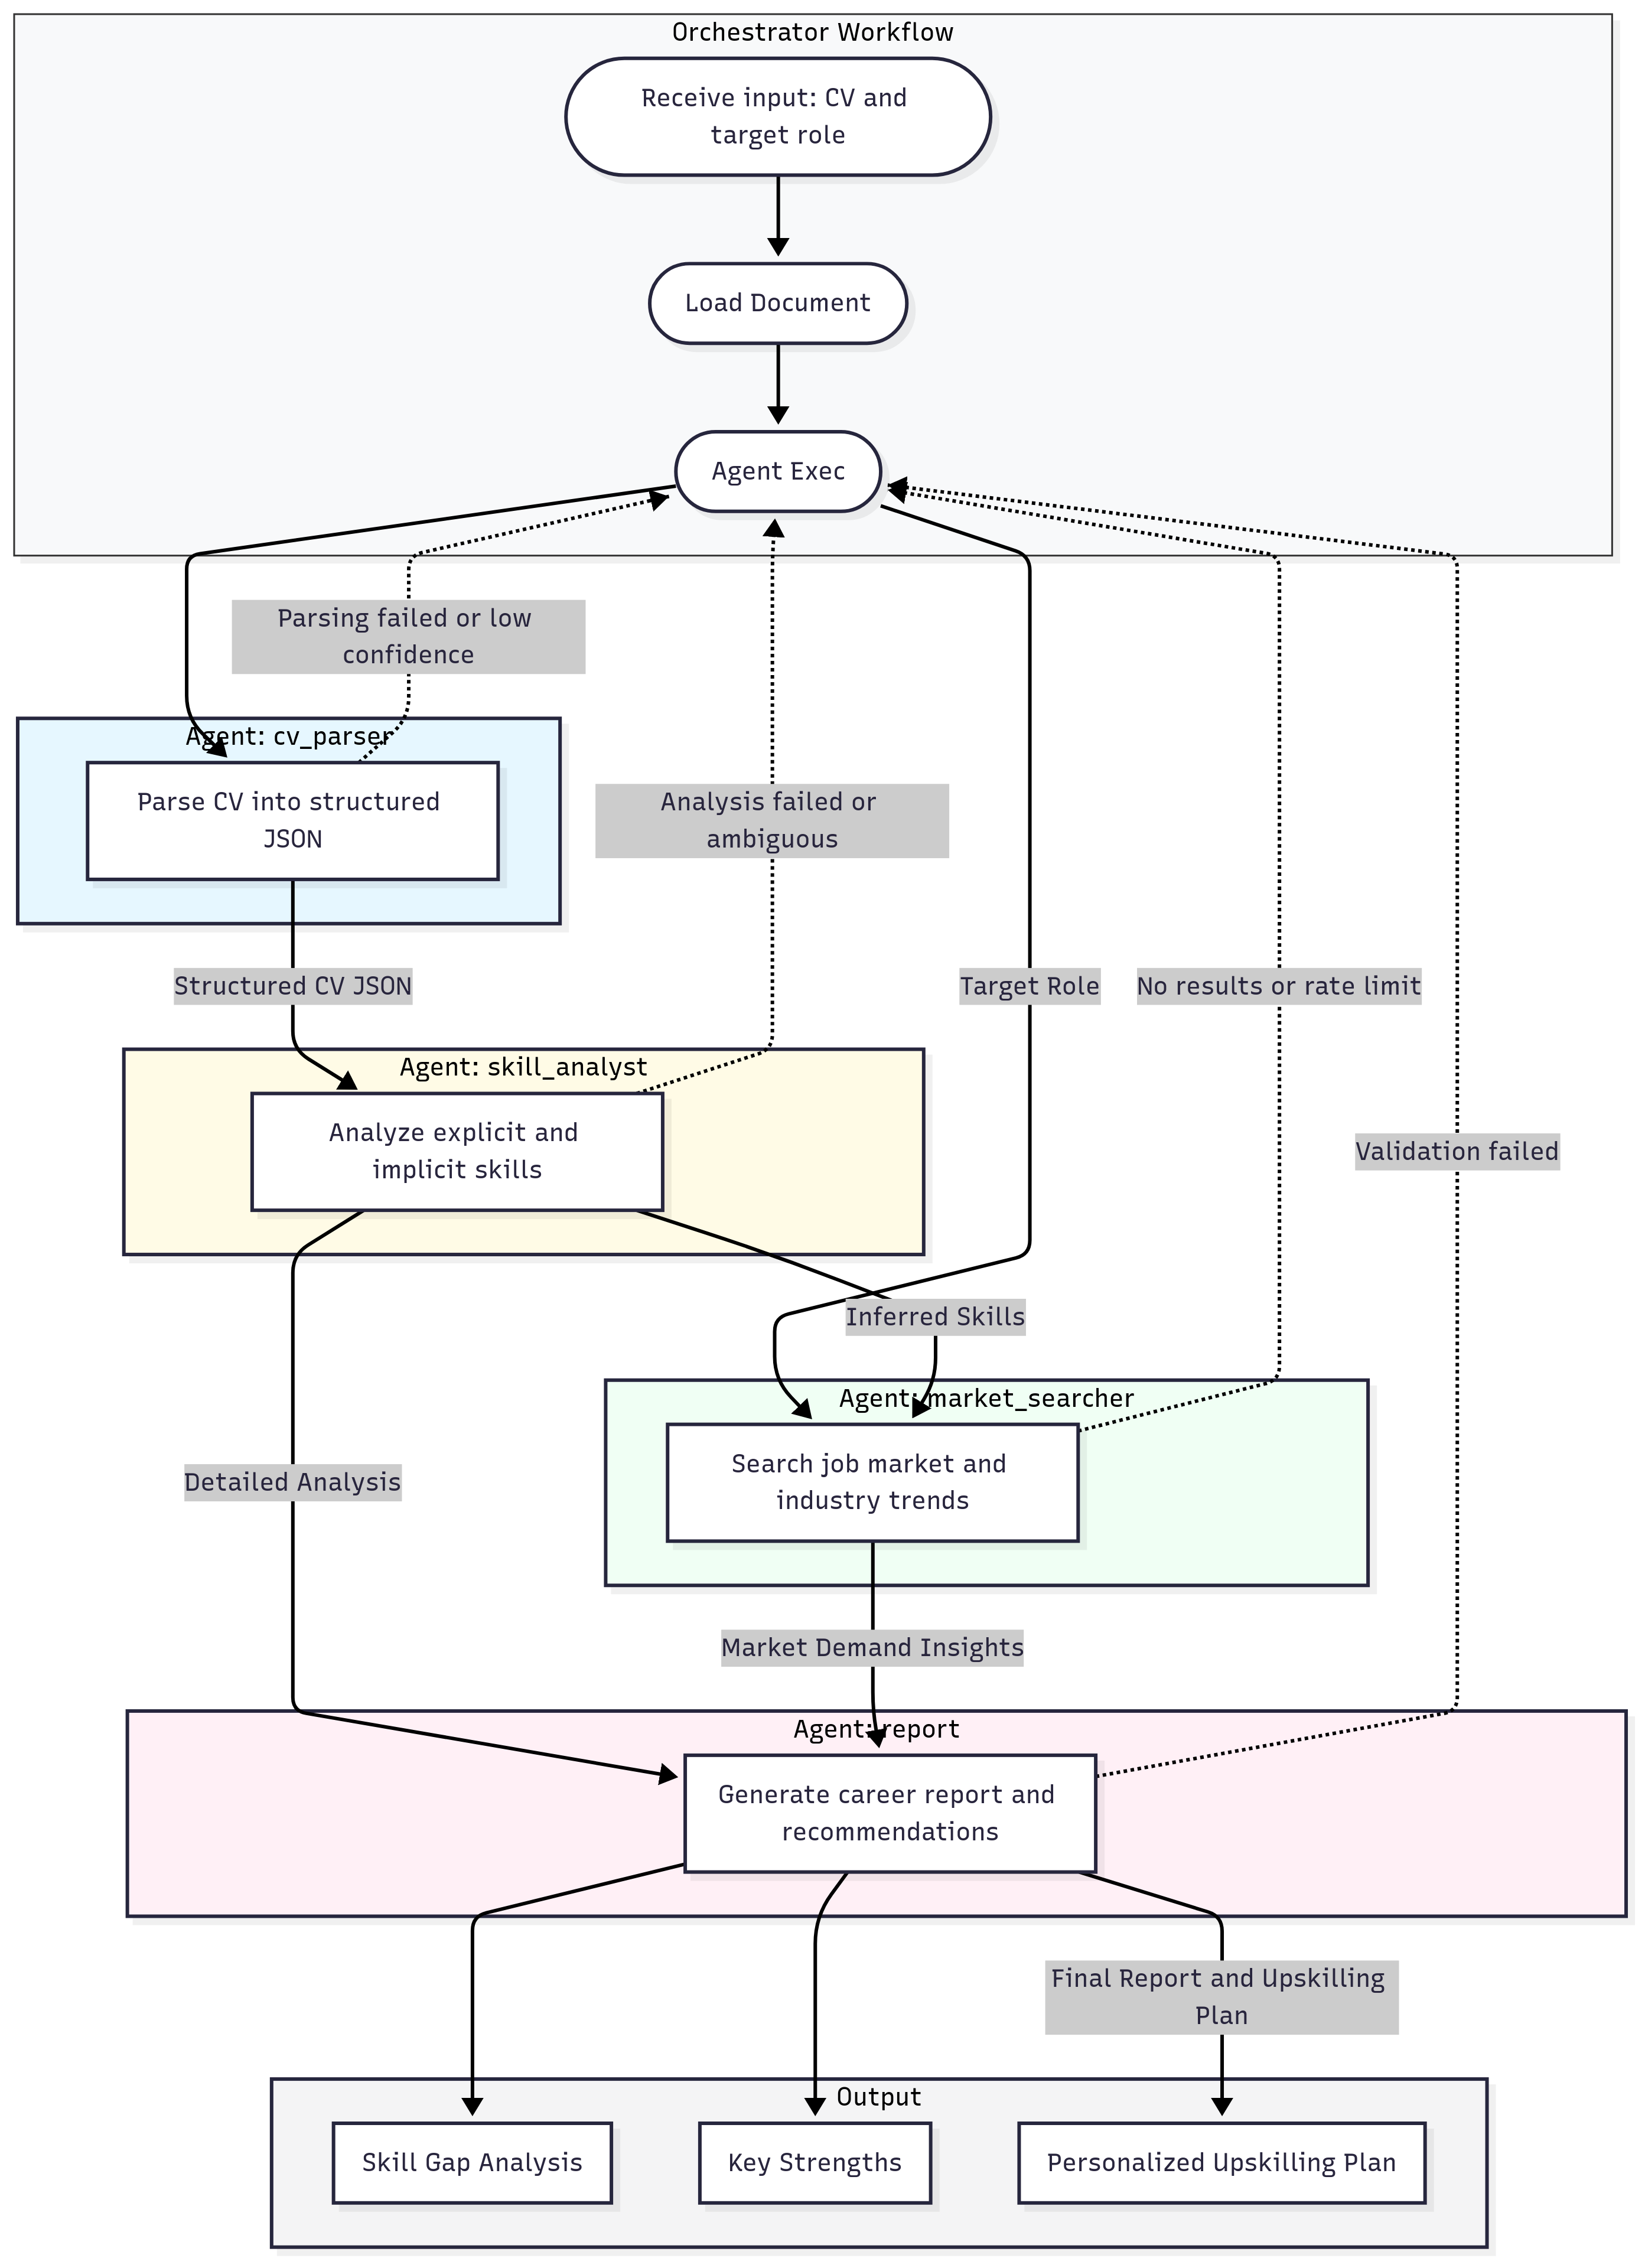 Orchestrator Workflow
Receive input: CV and
target role
Load Document
Agent Exec
Parsing failed or low
confidence
Agent: cv_parser
Parse CV into structured
JSON
Analysis failed or
ambiguous
Structured CV JSON
Target Role
No results or rate limit
Agent: skill_analyst
Analyze explicit and
implicit skills
Validation failed
Inferred Skills
Agent: market_searcher
Search job market and
industry trends
Detailed Analysis
Market Demand Insights
Agent: report
Generate career report and
recommendations
Final Report and Upskilling
Plan
Output
Skill Gap Analysis
Key Strengths
Personalized Upskilling Plan